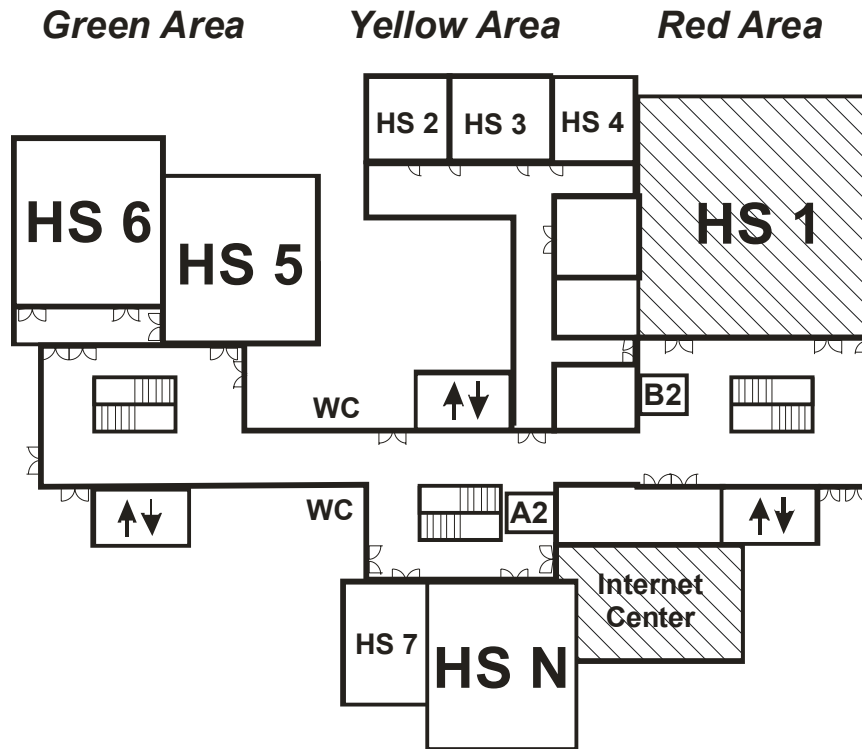 Green Area
Yellow Area
Red Area
HS 2
HS 3
HS 4
HS 6
HS 5
HS 1
WC
B2
WC
A2
Internet
Center
HS 7
HS N